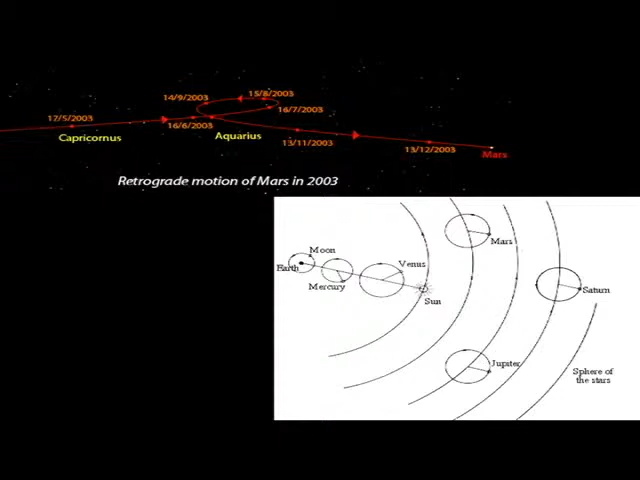 14/9/2003
15/8/2003
17/5/2003
16/7/2003
16/6/2003
Capricornus
Aquarius
13/11/2003
13/12/2003
Mars
Retrograde motion of Mars in 2003
Mars
Moon
Earth
Venus
Mercury
Sun
Saturn
Jupster
Sphere of
the stars